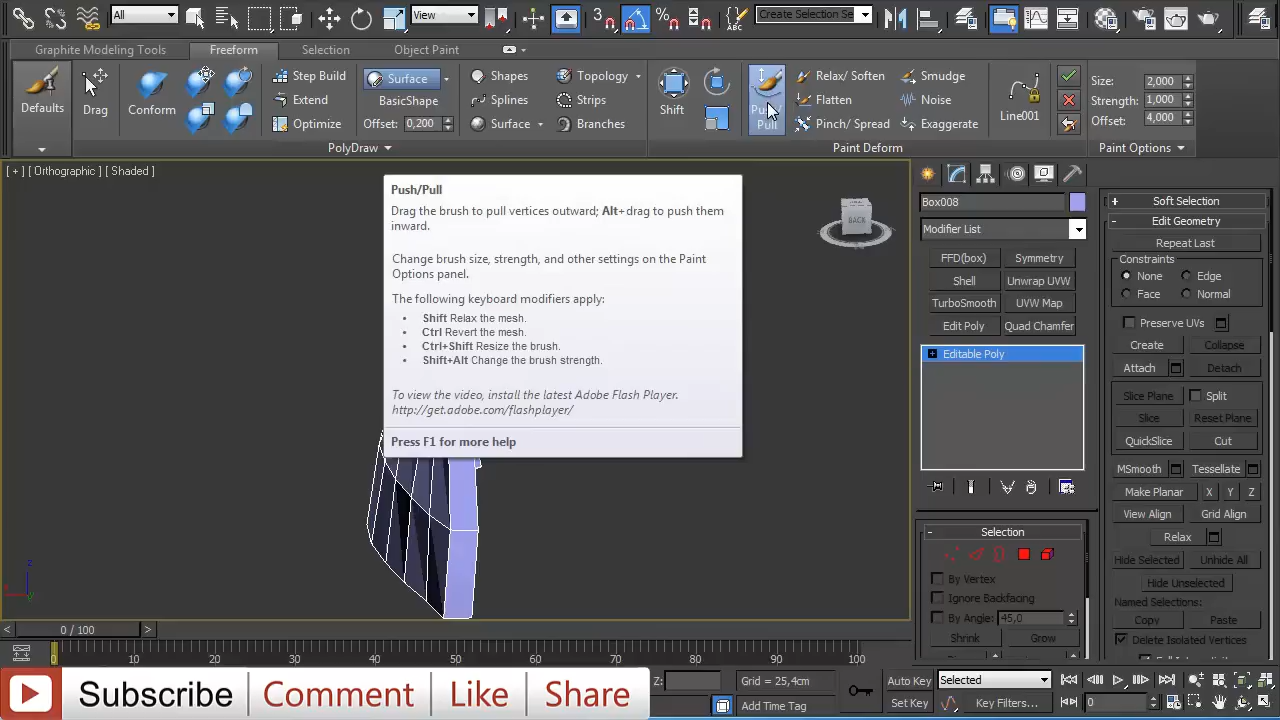 All
View
3
Create Selection Se
Graphite Modeling Tools
Freeform
Selection
Object Paint
Defaults
Drag
Conform
Step Build
Extend
Optimize
Surface
BasicShape
Offset: 0,200
Shapes
Splines
Surface
Topology
Strips
Branches
PolyDraw
Shift
Push/
Pull
Relax/ Soften
Flatten
Pinch/ Spread
Smudge
Noise
Exaggerate
Line001
Paint Deform
Size: 2,000
Strength: 1,000
Offset: 4,000
Paint Options
[ + ] [ Orthographic ] [ Shaded ]
Push/Pull
Drag the brush to pull vertices outward; Alt+drag to push them
inward.
Change brush size, strength, and other settings on the Paint
Options panel.
The following keyboard modifiers apply:
• Shift Relax the mesh.
• Ctrl Revert the mesh.
• Ctrl+Shift Resize the brush.
• Shift+Alt Change the brush strength.
To view the video, install the latest Adobe Flash Player.
http://get.adobe.com/flashplayer/
Press F1 for more help
BACK
z
Box008
Modifier List
FFD(box)
Symmetry
Shell
Unwrap UVW
TurboSmooth
UVW Map
Edit Poly
Quad Chamfer
Editable Poly
- Selection
By Vertex
Ignore Backfacing
By Angle: 45,0
Shrink
Grow
+ Soft Selection
- Edit Geometry
Repeat Last
Constraints
None
Edge
Face
Normal
Preserve UVs
Create
Collapse
Attach
Detach
Slice Plane
Split
Slice
Reset Plane
QuickSlice
Cut
MSmooth
Tessellate
Make Planar
X
Y
Z
View Align
Grid Align
Relax
Hide Selected
Unhide All
Hide Unselected
Named Selections:
Copy
Paste
Delete Isolated Vertices
< 0 / 100 >
0 10 20 30 40 50 60 70 80 90 100
Subscribe
Comment
Like
Share
Z:
Grid = 25,4cm
Add Time Tag
Auto Key
Selected
Set Key
Key Filters...
0